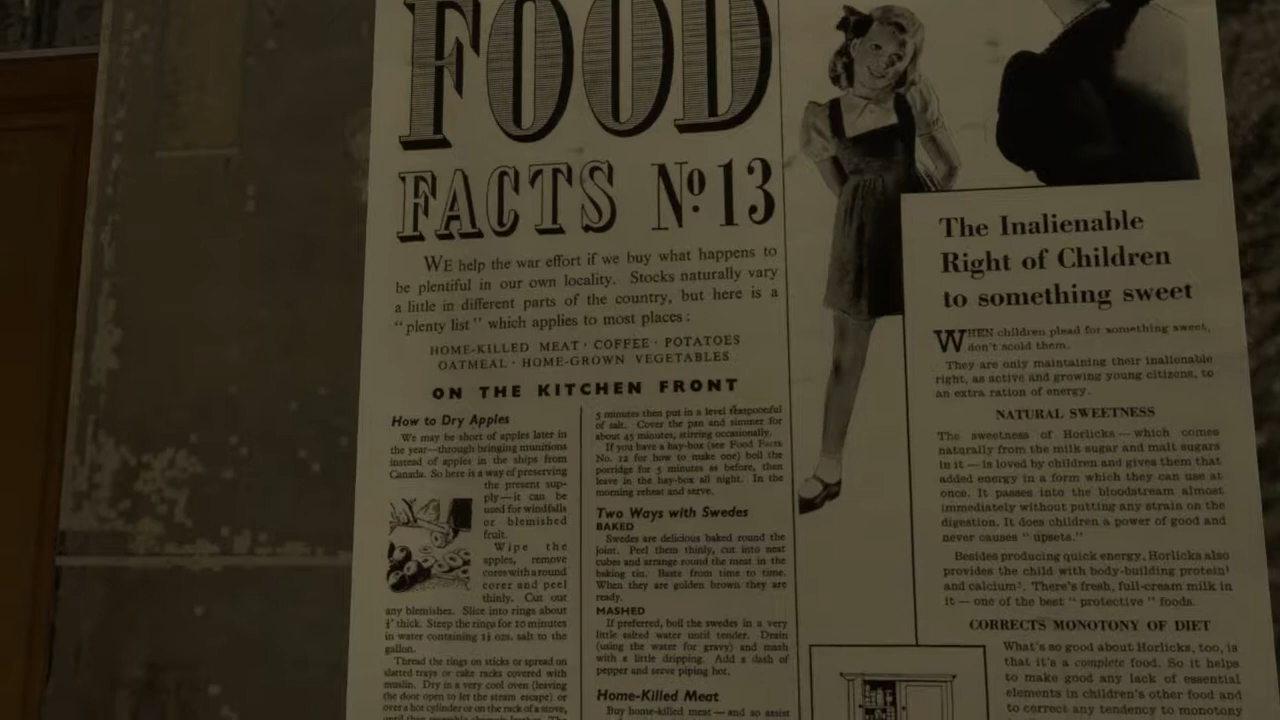 FOOD
FACTS No 13
WE help the war effort if we buy what happens to
be plentiful in our own locality. Stocks naturally vary
a little in different parts of the country, but here is a
"plenty list" which applies to most places:
HOME-KILLED MEAT · COFFEE · POTATOES
OATMEAL · HOME-GROWN VEGETABLES
ON THE KITCHEN FRONT
How to Dry Apples
We may be short of apples later in
the year—through bringing munitions
instead of apples in the ships from
Canada. So here is a way of preserving
the present sup-
ply—it can be
used for windfalls
or blemished
fruit.
Wipe the
apples, remove
cores with a round
corer and peel
thinly. Cut out
any blemishes. Slice into rings about
¼" thick. Steep the rings for 10 minutes
in water containing 1½ ozs. salt to the
gallon.
Thread the rings on sticks or spread on
slatted trays or cake racks covered with
muslin. Dry in a very cool oven (leaving
the door open to let the steam escape) or
over a hot cylinder or on the rack of a stove,
5 minutes then put in a level teaspoonful
of salt. Cover the pan and simmer for
about 45 minutes, stirring occasionally.
If you have a hay-box (see Food Facts
No. 12 for how to make one) boil the
porridge for 5 minutes as before, then
leave in the hay-box all night. In the
morning reheat and serve.
Two Ways with Swedes
BAKED
Swedes are delicious baked round the
joint. Peel them thinly, cut into neat
cubes and arrange round the meat in the
baking tin. Baste from time to time.
When they are golden brown they are
ready.
MASHED
If preferred, boil the swedes in a very
little salted water until tender. Drain
(using the water for gravy) and mash
with a little dripping. Add a dash of
pepper and serve piping hot.
Home-Killed Meat
Buy home-killed meat — and so assist
The Inalienable
Right of Children
to something sweet
WHEN children plead for something sweet,
don't scold them.
They are only maintaining their inalienable
right, as active and growing young citizens, to
an extra ration of energy.
NATURAL SWEETNESS
The sweetness of Horlicks — which comes
naturally from the milk sugar and malt sugars
in it — is loved by children and gives them that
added energy in a form which they can use at
once. It passes into the bloodstream almost
immediately without putting any strain on the
digestion. It does children a power of good and
never causes "upsets."
Besides producing quick energy, Horlicks also
provides the child with body-building protein¹
and calcium². There's fresh, full-cream milk in
it — one of the best "protective" foods.
CORRECTS MONOTONY OF DIET
What's so good about Horlicks, too, is
that it's a complete food. So it helps
to make good any lack of essential
elements in children's other food and
to correct any tendency to monotony